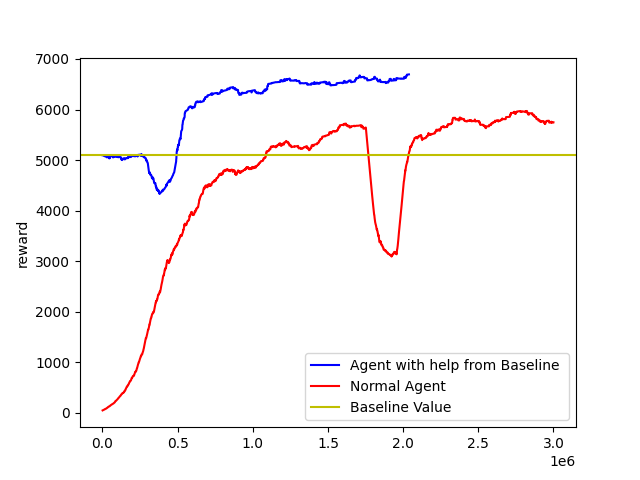 7000
6000
5000
4000
3000
2000
1000
0
reward
0.0 0.5 1.0 1.5 2.0 2.5 3.0
1e6
Agent with help from Baseline
Normal Agent
Baseline Value